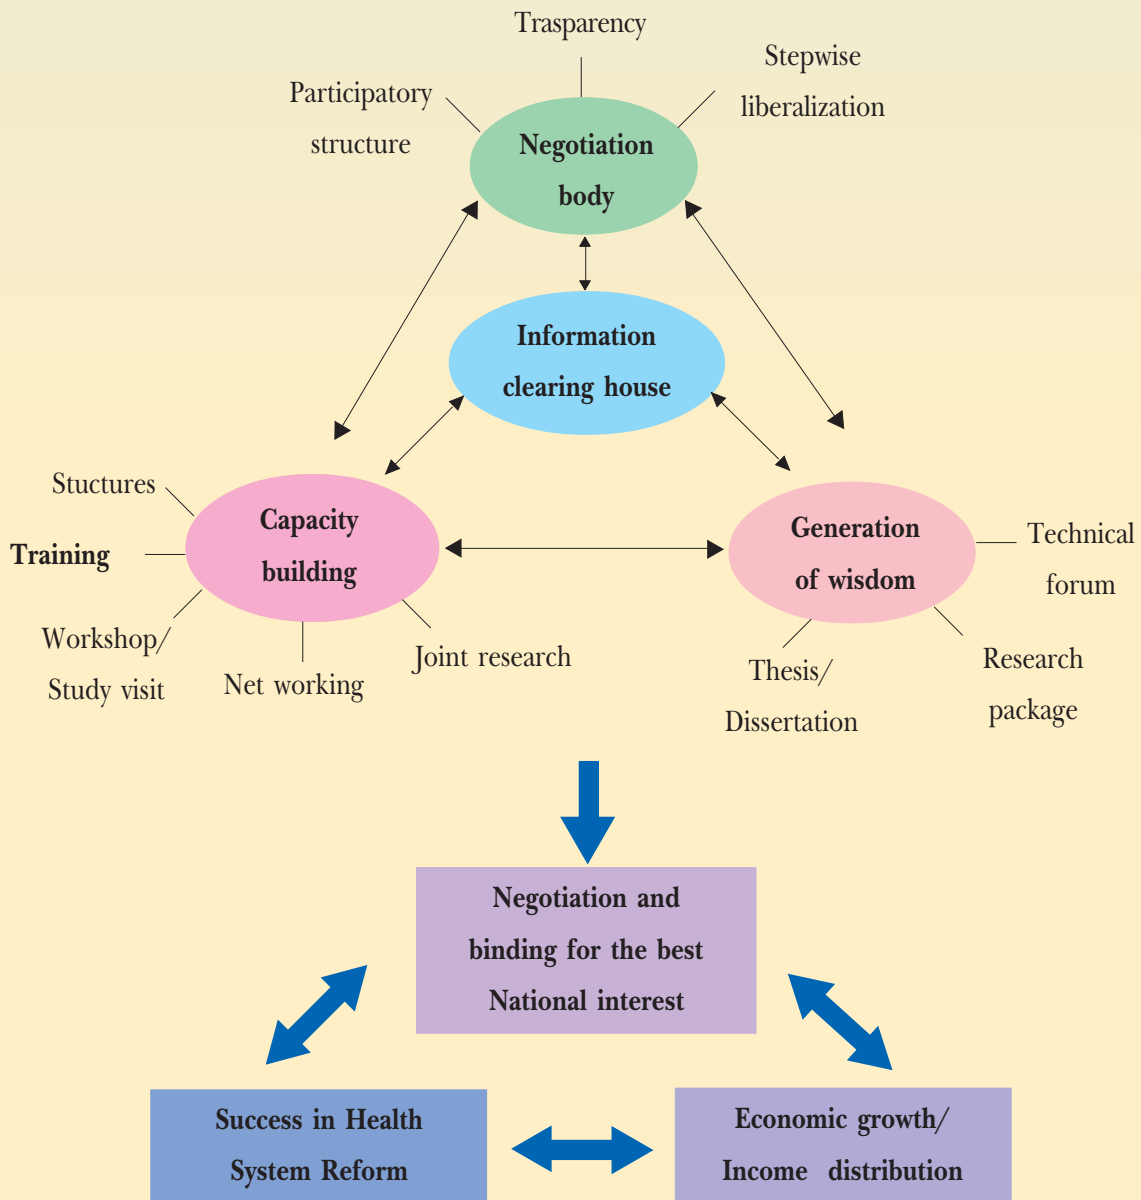 Trasparency
Stepwise
liberalization
Participatory
structure
Negotiation
body
Information
clearing house
Stuctures
Training
Workshop/
Study visit
Net working
Joint research
Capacity
building
Generation
of wisdom
Technical
forum
Research
package
Thesis/
Dissertation
Negotiation and
binding for the best
National interest
Success in Health
System Reform
Economic growth/
Income distribution